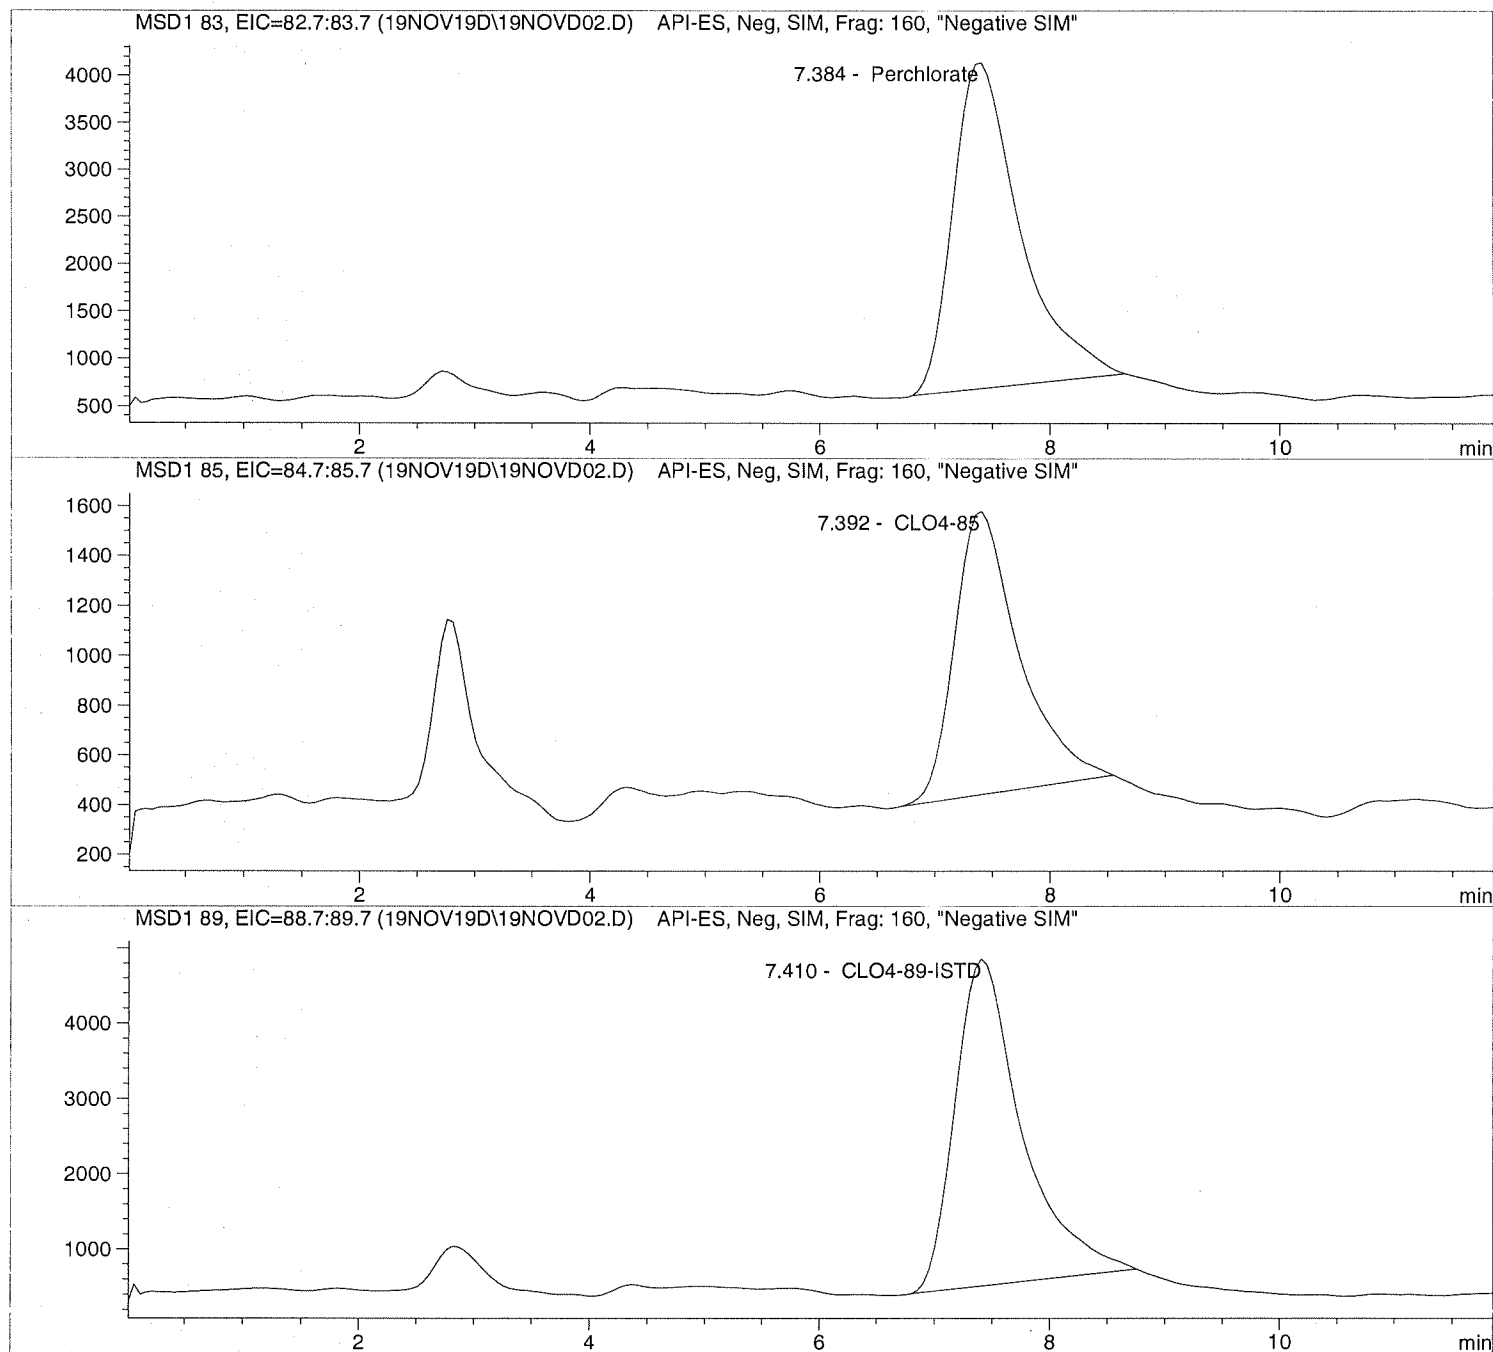 MSD1 83, EIC=82.7:83.7 (19NOV19D\19NOVD02.D) API-ES, Neg, SIM, Frag: 160, "Negative SIM"
7.384 - Perchlorate
4000
3500
3000
2500
2000
1500
1000
500
2 4 6 8 10 min
MSD1 85, EIC=84.7:85.7 (19NOV19D\19NOVD02.D) API-ES, Neg, SIM, Frag: 160, "Negative SIM"
1600
7.392 - CLO4-85
1400
1200
1000
800
600
400
200
2 4 6 8 10 min
MSD1 89, EIC=88.7:89.7 (19NOV19D\19NOVD02.D) API-ES, Neg, SIM, Frag: 160, "Negative SIM"
7.410 - CLO4-89-ISTD
4000
3000
2000
1000
2 4 6 8 10 min